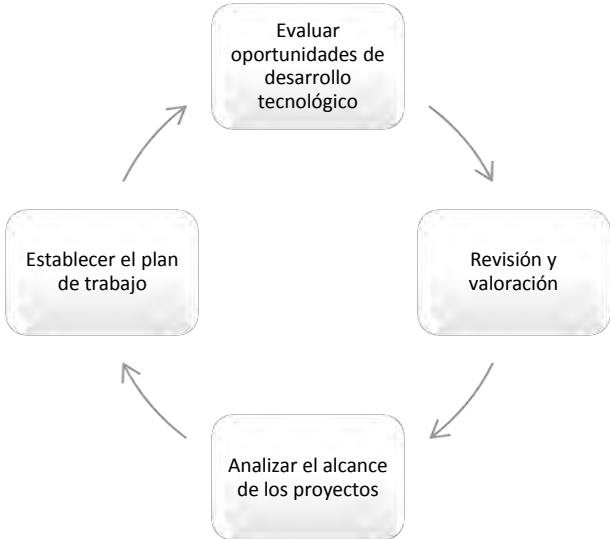 Evaluar
oportunidades de
desarrollo
tecnológico
Revisión y
valoración
Analizar el alcance
de los proyectos
Establecer el plan
de trabajo